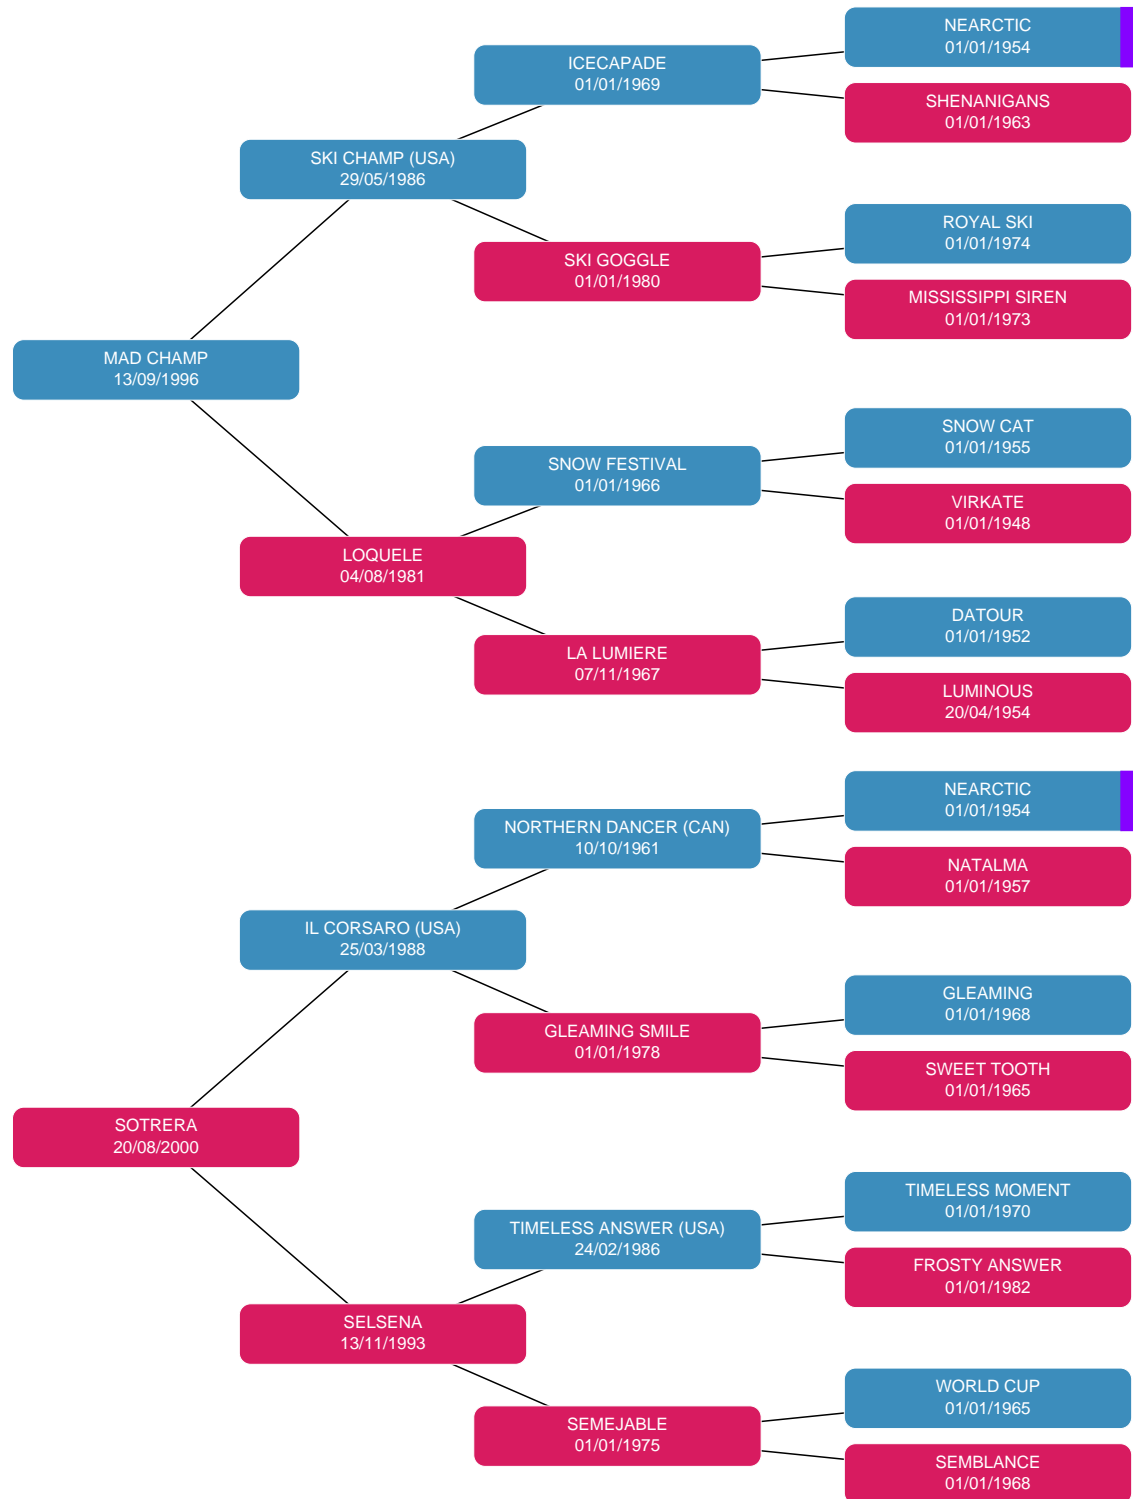 NEARCTIC
01/01/1954
ICECAPADE
01/01/1969
SHENANIGANS
01/01/1963
SKI CHAMP (USA)
29/05/1986
ROYAL SKI
01/01/1974
SKI GOGGLE
01/01/1980
MISSISSIPPI SIREN
01/01/1973
MAD CHAMP
13/09/1996
SNOW CAT
01/01/1955
SNOW FESTIVAL
01/01/1966
VIRKATE
01/01/1948
LOQUELE
04/08/1981
DATOUR
01/01/1952
LA LUMIERE
07/11/1967
LUMINOUS
20/04/1954
NEARCTIC
01/01/1954
NORTHERN DANCER (CAN)
10/10/1961
NATALMA
01/01/1957
IL CORSARO (USA)
25/03/1988
GLEAMING
01/01/1968
GLEAMING SMILE
01/01/1978
SWEET TOOTH
01/01/1965
SOTRERA
20/08/2000
TIMELESS MOMENT
01/01/1970
TIMELESS ANSWER (USA)
24/02/1986
FROSTY ANSWER
01/01/1982
SELSENA
13/11/1993
WORLD CUP
01/01/1965
SEMEJABLE
01/01/1975
SEMBLANCE
01/01/1968